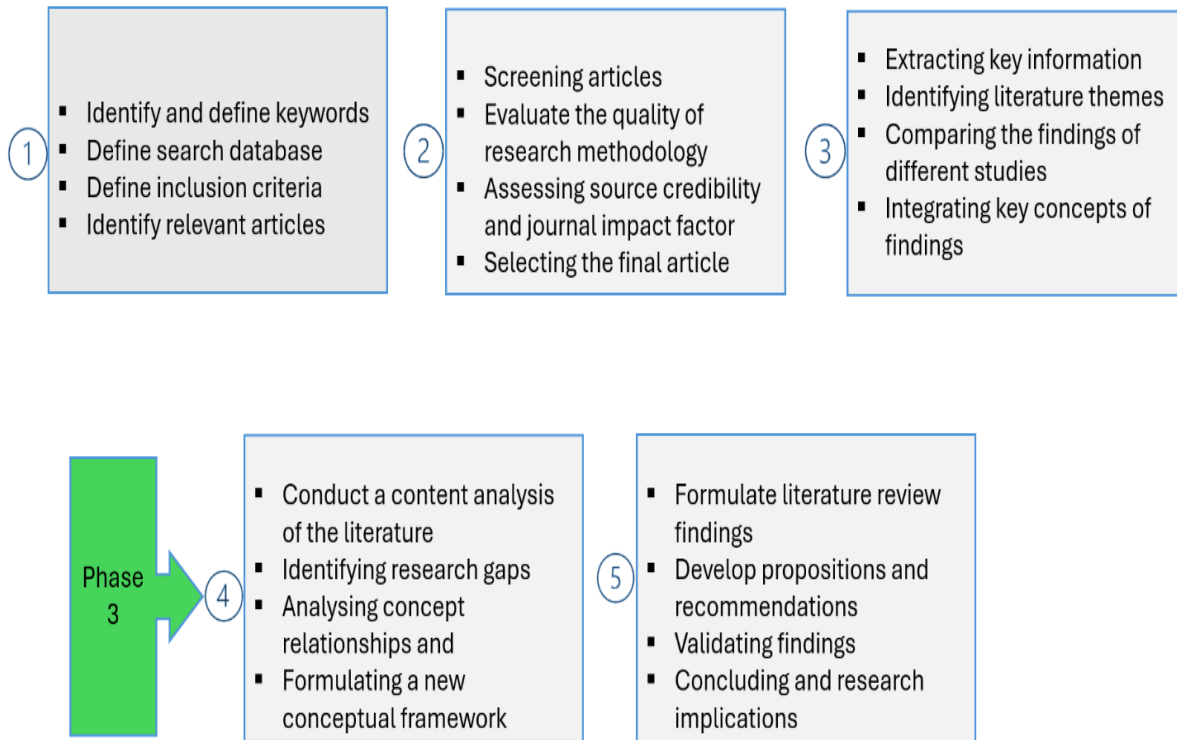 1
▪ Identify and define keywords
▪ Define search database
▪ Define inclusion criteria
▪ Identify relevant articles
2
▪ Screening articles
▪ Evaluate the quality of
research methodology
▪ Assessing source credibility
and journal impact factor
▪ Selecting the final article
3
▪ Extracting key information
▪ Identifying literature themes
▪ Comparing the findings of
different studies
▪ Integrating key concepts of
findings
Phase
3
4
▪ Conduct a content analysis
of the literature
▪ Identifying research gaps
▪ Analysing concept
relationships and
▪ Formulating a new
conceptual framework
5
▪ Formulate literature review
findings
▪ Develop propositions and
recommendations
▪ Validating findings
▪ Concluding and research
implications